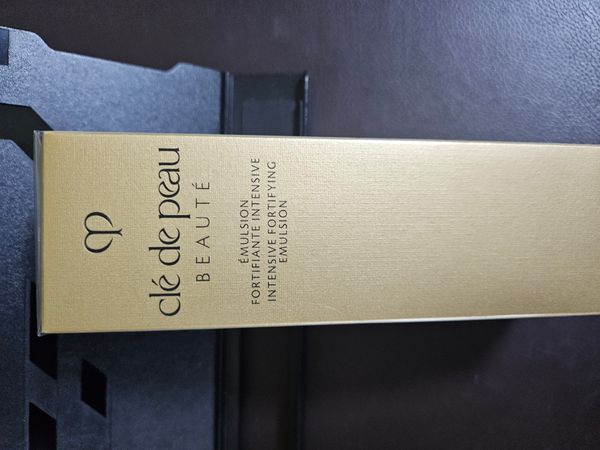 clé de peau
BEAUTÉ
ÉMULSION
FORTIFIANTE INTENSIVE
INTENSIVE FORTIFYING
EMULSION